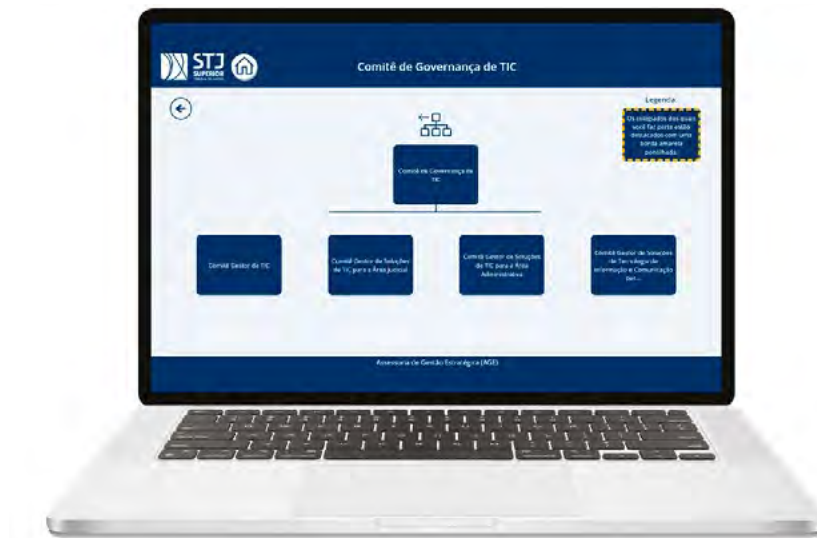 STJ
SUPERIOR
Comitê de Governança de TIC
Legenda
Os colegiados dos quais
você faz parte estão
destacados com uma
borda amarela
pontilhada.
Comitê de Governança de
TIC
Comitê Gestor de TIC
Comitê Gestor de Soluções
de TIC para a Área Judicial
Comitê Gestor de Soluções
de TIC para a Área
Administrativa
Comitê Gestor de Soluções
de Tecnologia da
Informação e Comunicação
Assessoria de Gestão Estratégica (AGE)